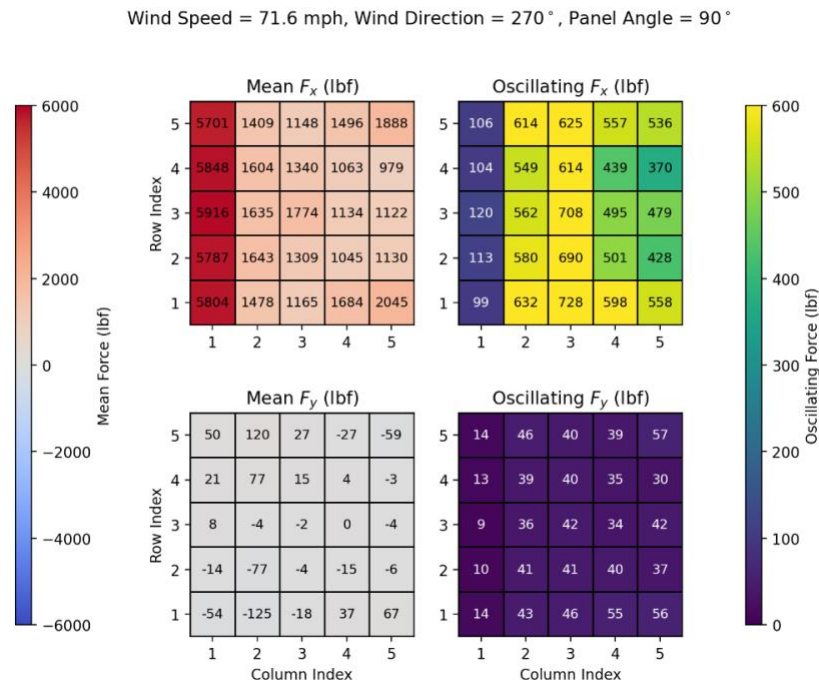 Wind Speed = 71.6 mph, Wind Direction = 270°, Panel Angle = 90°
Mean Fx (lbf)
5 5701 1409 1148 1496 1888
4 5848 1604 1340 1063 979
3 5916 1635 1774 1134 1122
2 5787 1643 1309 1045 1130
1 5804 1478 1165 1684 2045
1 2 3 4 5
Row Index
Oscillating Fx (lbf)
5 106 614 625 557 536
4 104 549 614 439 370
3 120 562 708 495 479
2 113 580 690 501 428
1 99 632 728 598 558
1 2 3 4 5
Mean Fy (lbf)
5 50 120 27 -27 -59
4 21 77 15 4 -3
3 8 -4 -2 0 -4
2 -14 -77 -4 -15 -6
1 -54 -125 -18 37 67
1 2 3 4 5
Row Index
Column Index
Oscillating Fy (lbf)
5 14 46 40 39 57
4 13 39 40 35 30
3 9 36 42 34 42
2 10 41 41 40 37
1 14 43 46 55 56
1 2 3 4 5
Column Index
6000
4000
2000
0
−2000
−4000
−6000
Mean Force (lbf)
600
500
400
300
200
100
0
Oscillating Force (lbf)